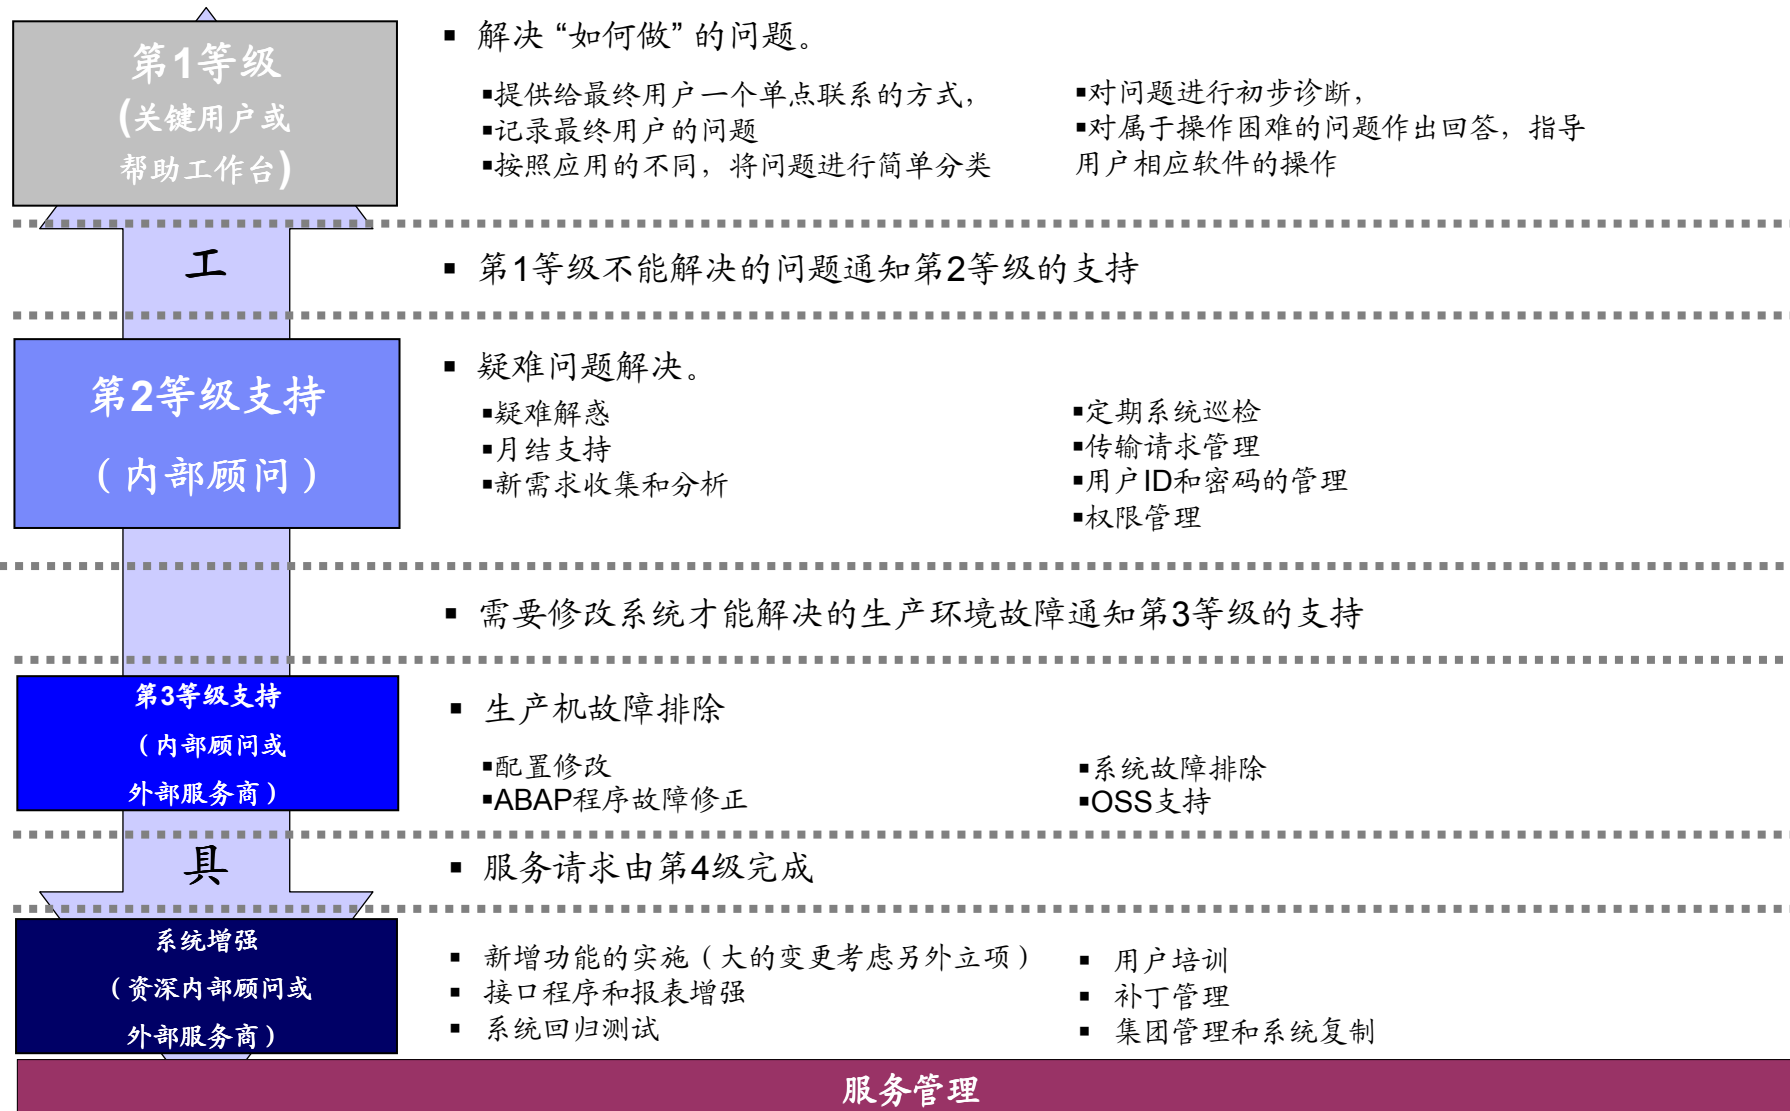 第1等级
(关键用户或
帮助工作台)
▪ 解决 “如何做” 的问题。
▪提供给最终用户一个单点联系的方式，
▪记录最终用户的问题
▪按照应用的不同，将问题进行简单分类
▪对问题进行初步诊断，
▪对属于操作困难的问题作出回答，指导
用户相应软件的操作
工
▪ 第1等级不能解决的问题通知第2等级的支持
第2等级支持
（内部顾问）
▪ 疑难问题解决。
▪疑难解惑
▪月结支持
▪新需求收集和分析
▪定期系统巡检
▪传输请求管理
▪用户ID和密码的管理
▪权限管理
▪ 需要修改系统才能解决的生产环境故障通知第3等级的支持
第3等级支持
（内部顾问或
外部服务商）
▪ 生产机故障排除
▪配置修改
▪ABAP程序故障修正
▪系统故障排除
▪OSS支持
具
▪ 服务请求由第4级完成
系统增强
（资深内部顾问或
外部服务商）
▪ 新增功能的实施（大的变更考虑另外立项）
▪ 接口程序和报表增强
▪ 系统回归测试
▪ 用户培训
▪ 补丁管理
▪ 集团管理和系统复制
服务管理